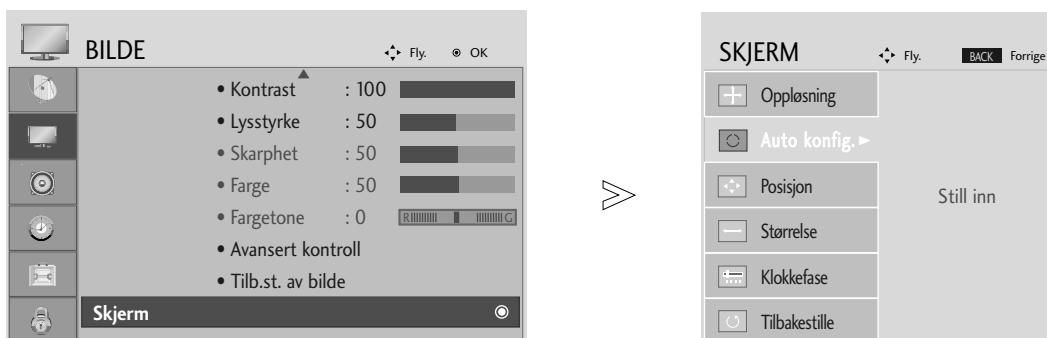 BILDE Fly. OK
• Kontrast : 100
• Lysstyrke : 50
• Skarphet : 50
• Farge : 50
• Fargetone : 0 R G
• Avansert kontroll
• Tilb.st. av bilde
Skjerm
SKJERM Fly. BACK Forrige
Oppløsning
Auto konfig. ►
Posisjon
Størrelse
Klokkefase
Tilbakestille
Still inn